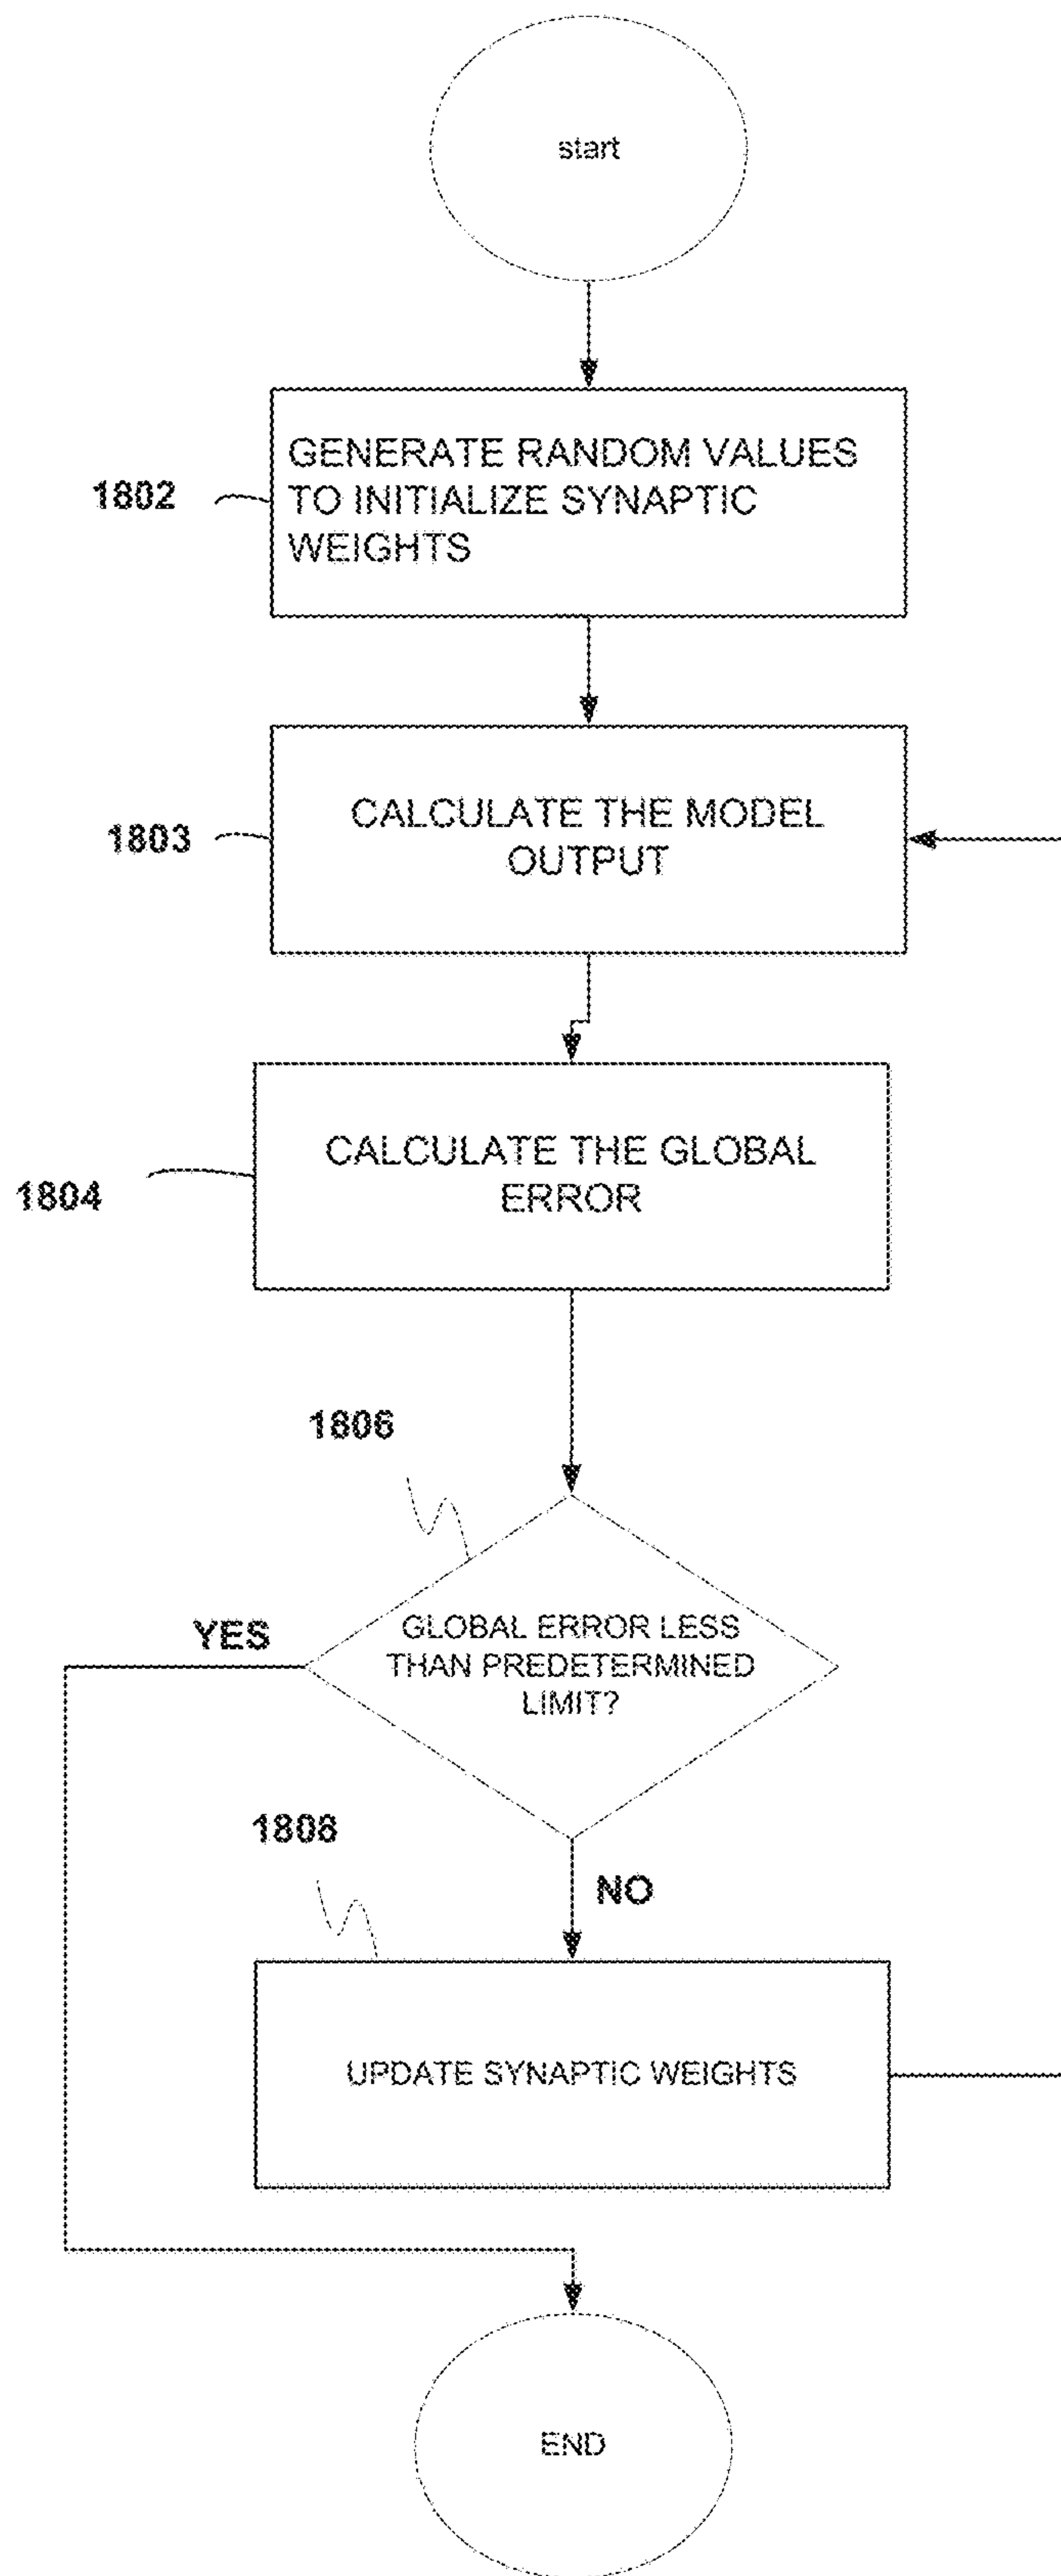 start
GENERATE RANDOM VALUES
TO INITIALIZE SYNAPTIC
WEIGHTS
1802
CALCULATE THE MODEL
OUTPUT
1803
CALCULATE THE GLOBAL
ERROR
1804
1806
GLOBAL ERROR LESS
THAN PREDETERMINED
LIMIT?
YES
1808
NO
UPDATE SYNAPTIC WEIGHTS
END